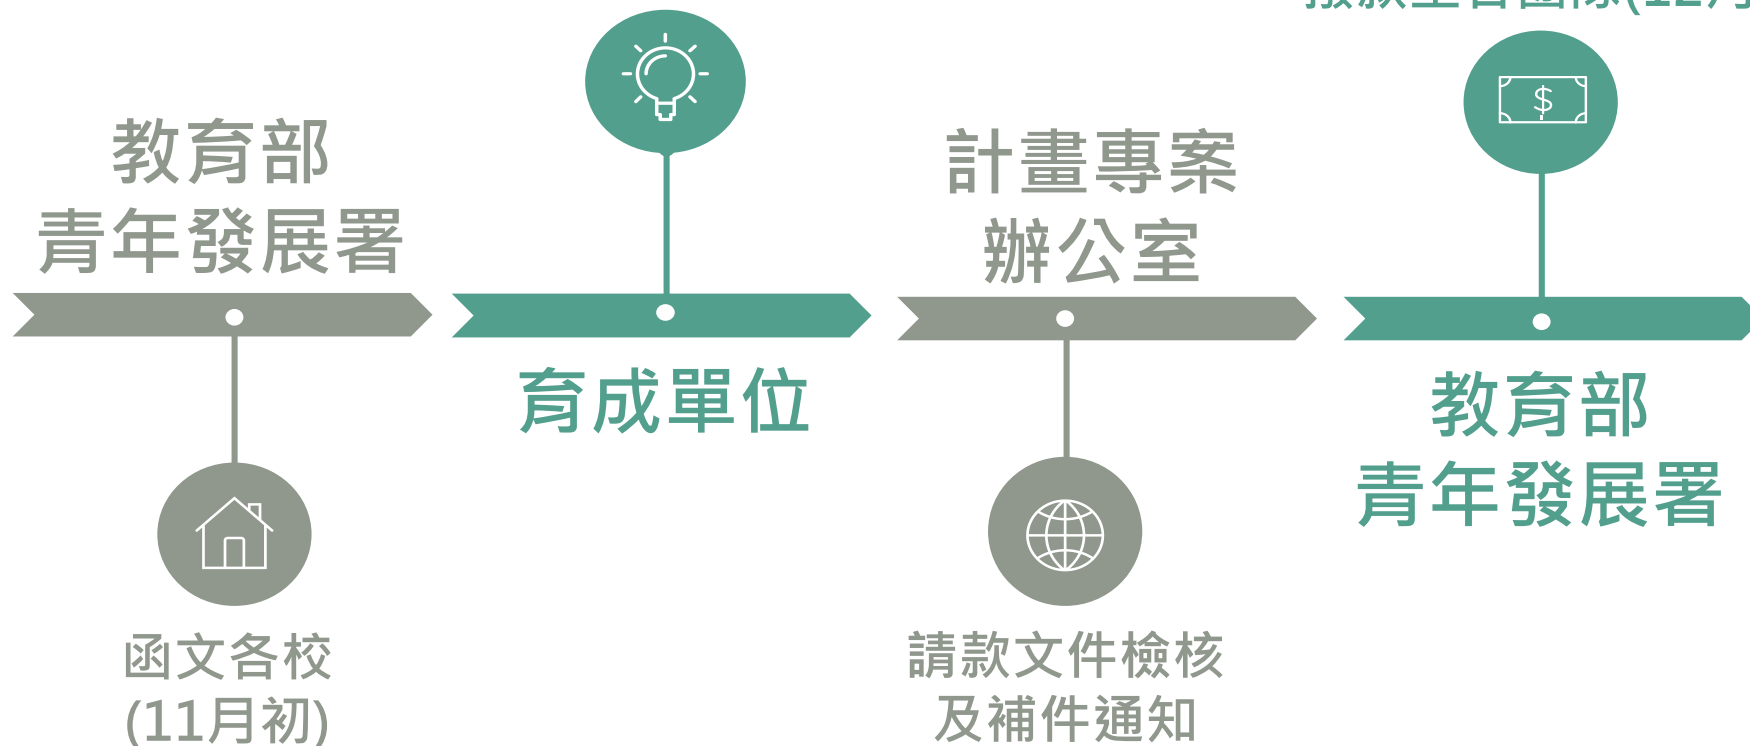 教育部
青年發展署
函文各校
(11月初)
育成單位
計畫專案
辦公室
請款文件檢核
及補件通知
教育部
青年發展署